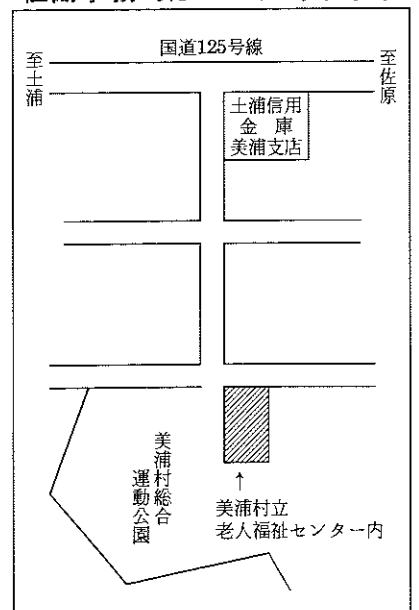 国道125号線
至土浦
至佐原
土浦信用
金庫
美浦支店
美浦村総合
運動公園
↑
美浦村立
老人福祉センター内